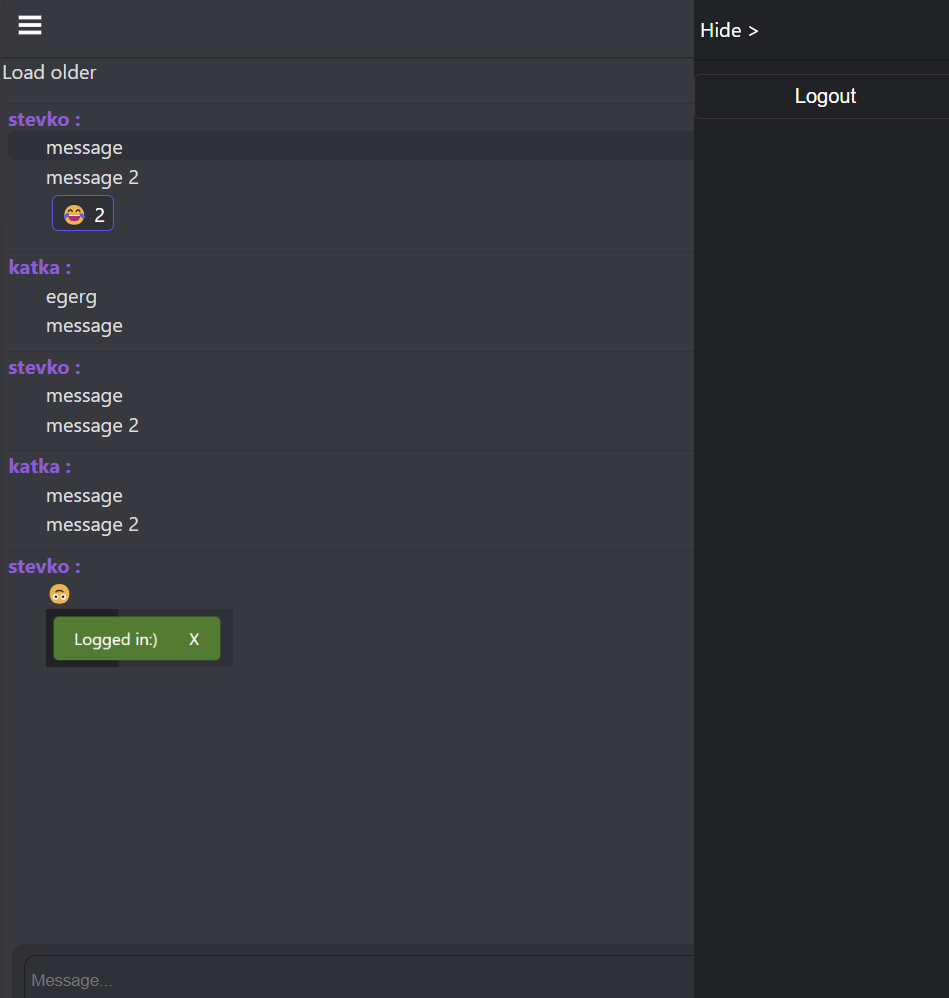 Hide >
Load older
Logout
stevko :
message
message 2
😂 2
katka :
egerg
message
stevko :
message
message 2
katka :
message
message 2
stevko :
Logged in:) X
Message...